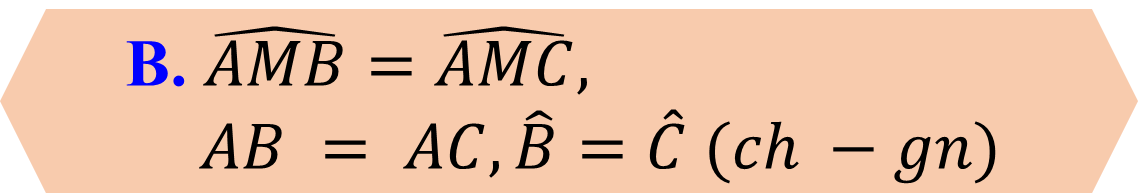 B. \(\widehat{AMB} = \widehat{AMC}\),
\(AB = AC, \hat{B} = \hat{C}\ (ch - gn)\)